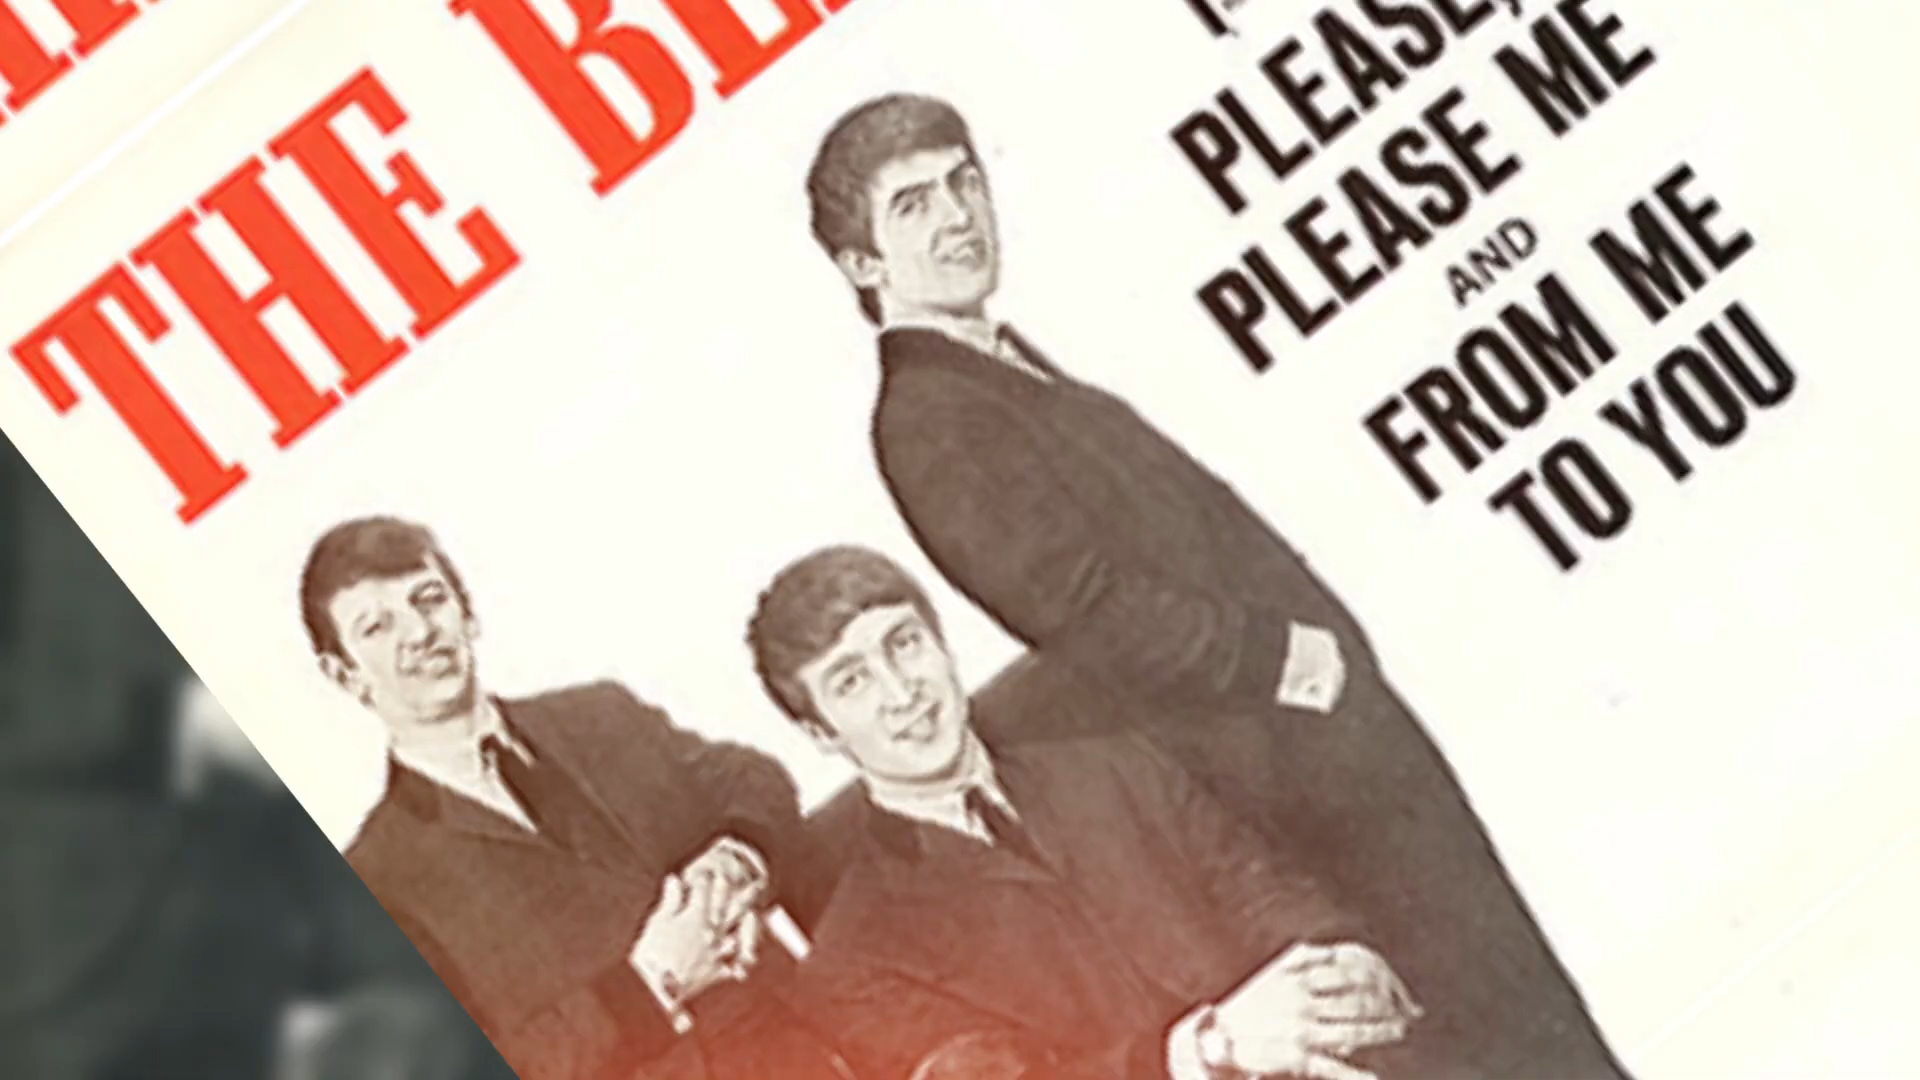 THE BE
PLEASE,
PLEASE ME
AND
FROM ME
TO YOU